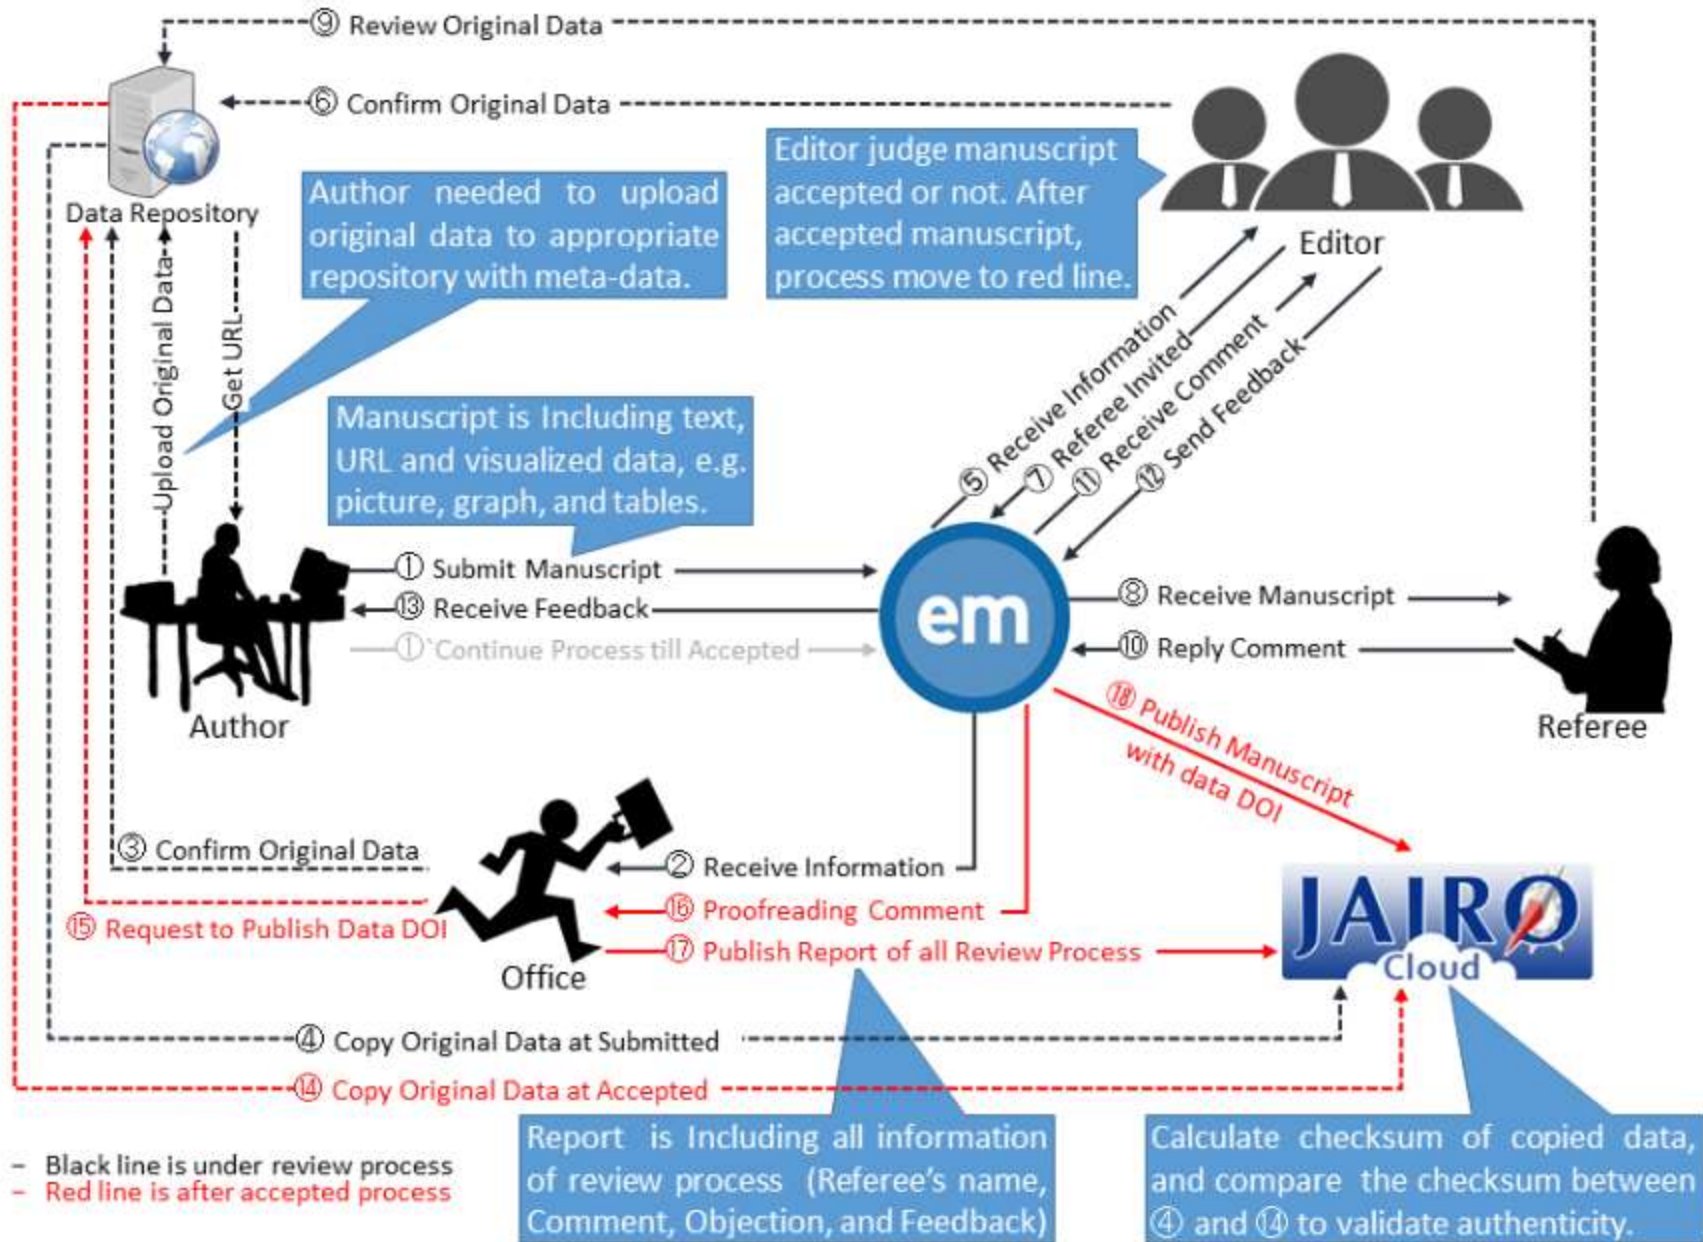 ⑨ Review Original Data
⑥ Confirm Original Data
Data Repository
Author needed to upload
original data to appropriate
repository with meta-data.
Editor judge manuscript
accepted or not. After
accepted manuscript,
process move to red line.
Editor
Upload Original Data
Get URL
Manuscript is Including text,
URL and visualized data, e.g.
picture, graph, and tables.
⑤ Receive Information
⑦ Referee Invited
⑪ Receive Comment
⑫ Send Feedback
① Submit Manuscript
⑬ Receive Feedback
①`Continue Process till Accepted
em
⑧ Receive Manuscript
⑩ Reply Comment
Author
Referee
⑱ Publish Manuscript
with data DOI
③ Confirm Original Data
② Receive Information
⑯ Proofreading Comment
⑮ Request to Publish Data DOI
⑰ Publish Report of all Review Process
Office
JAIRO
Cloud
④ Copy Original Data at Submitted
⑭ Copy Original Data at Accepted
– Black line is under review process
– Red line is after accepted process
Report is Including all information
of review process (Referee's name,
Comment, Objection, and Feedback)
Calculate checksum of copied data,
and compare the checksum between
④ and ⑭ to validate authenticity.